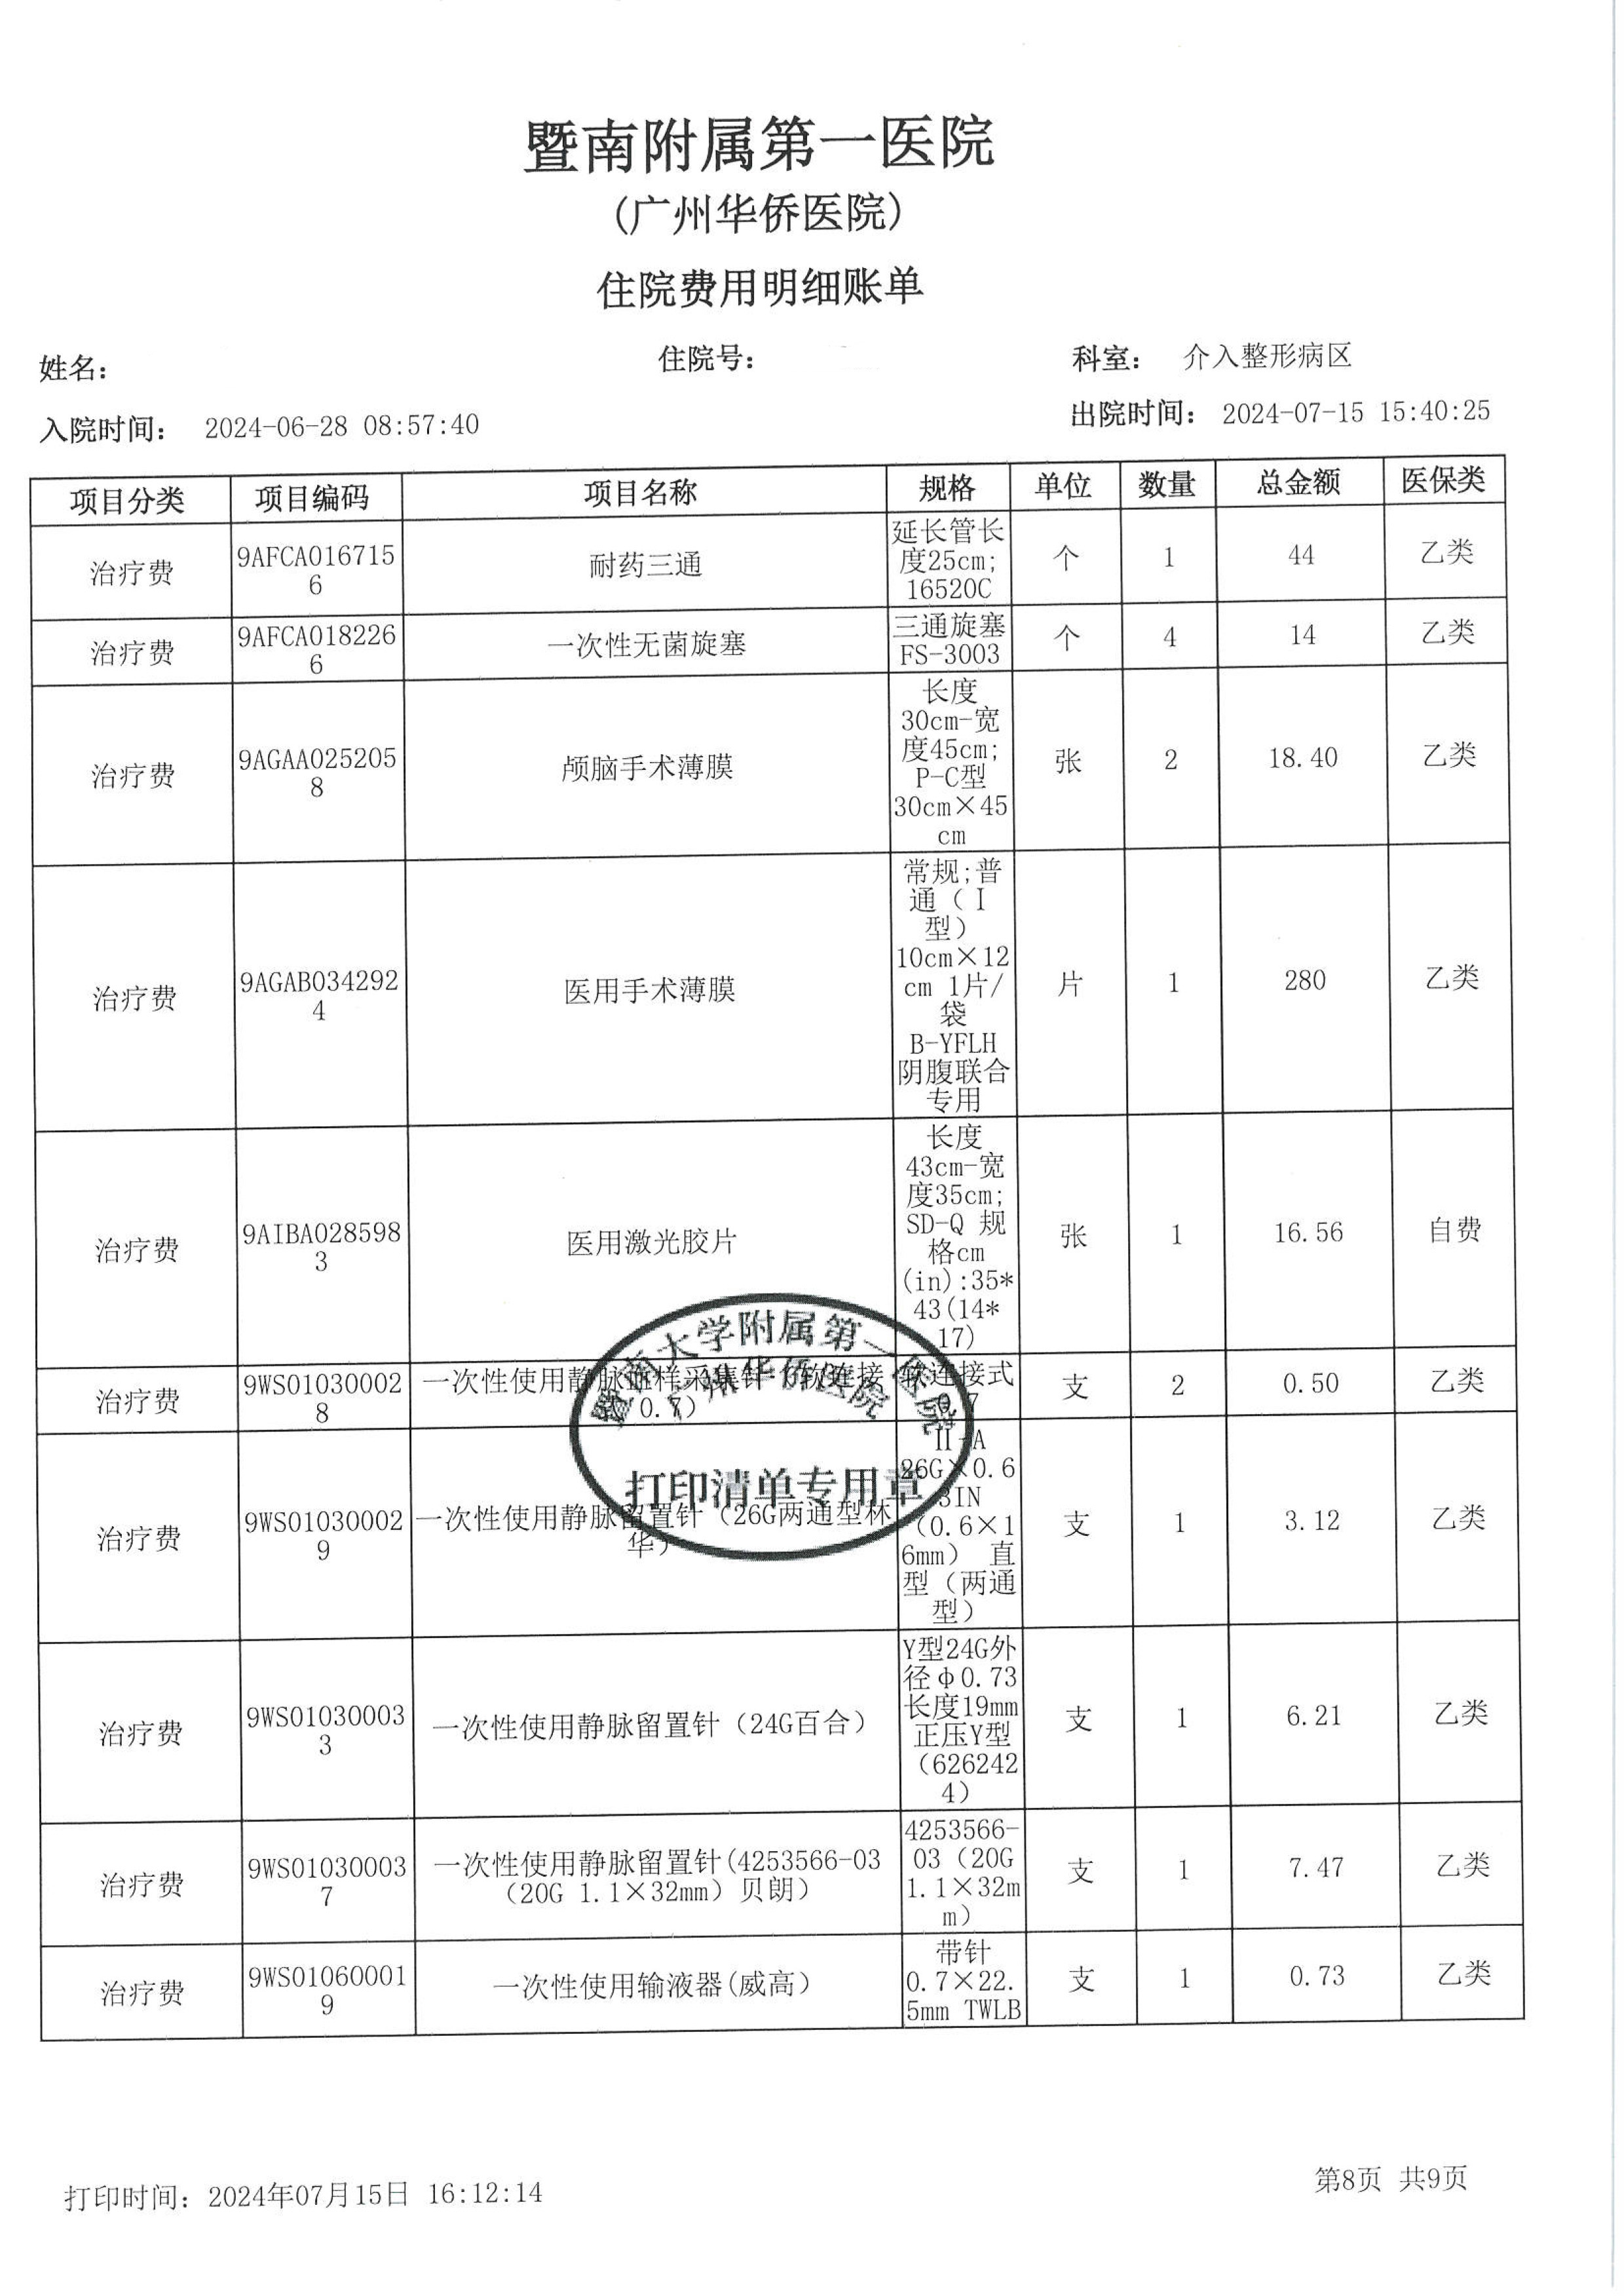 暨南附属第一医院
(广州华侨医院)
住院费用明细账单
姓名： 住院号： 科室： 介入整形病区
入院时间： 2024-06-28 08:57:40 出院时间： 2024-07-15 15:40:25
项目分类 项目编码 项目名称 规格 单位 数量 总金额 医保类
治疗费 9AFCA0167156 耐药三通 延长管长度25cm;16520C 个 1 44 乙类
治疗费 9AFCA0182266 一次性无菌旋塞 三通旋塞FS-3003 个 4 14 乙类
治疗费 9AGAA0252058 颅脑手术薄膜 长度30cm-宽度45cm;P-C型30cm×45cm 张 2 18.40 乙类
治疗费 9AGAB0342924 医用手术薄膜 常规;普通（Ⅰ型）10cm×12cm 1片/袋 B-YFLH 阴腹联合专用 片 1 280 乙类
治疗费 9AIBA0285983 医用激光胶片 长度43cm-宽度35cm;SD-Q 规格cm(in):35*43(14*17) 张 1 16.56 自费
治疗费 9WS010300028 一次性使用静脉血样采集针（软连接式 0.7） 软连接式 0.7 支 2 0.50 乙类
治疗费 9WS010300029 一次性使用静脉留置针（26G两通型林华） II-A 26G×0.63IN（0.6×16mm） 直型（两通型） 支 1 3.12 乙类
治疗费 9WS010300033 一次性使用静脉留置针（24G百合） Y型24G外径φ0.73长度19mm正压Y型（6262424） 支 1 6.21 乙类
治疗费 9WS010300037 一次性使用静脉留置针(4253566-03（20G 1.1×32mm）贝朗） 4253566-03（20G 1.1×32mm） 支 1 7.47 乙类
治疗费 9WS010600019 一次性使用输液器(威高） 带针0.7×22.5mm TWLB 支 1 0.73 乙类
暨南大学附属第一医院
广州华侨医院
打印清单专用章
打印时间：2024年07月15日 16:12:14 第8页 共9页